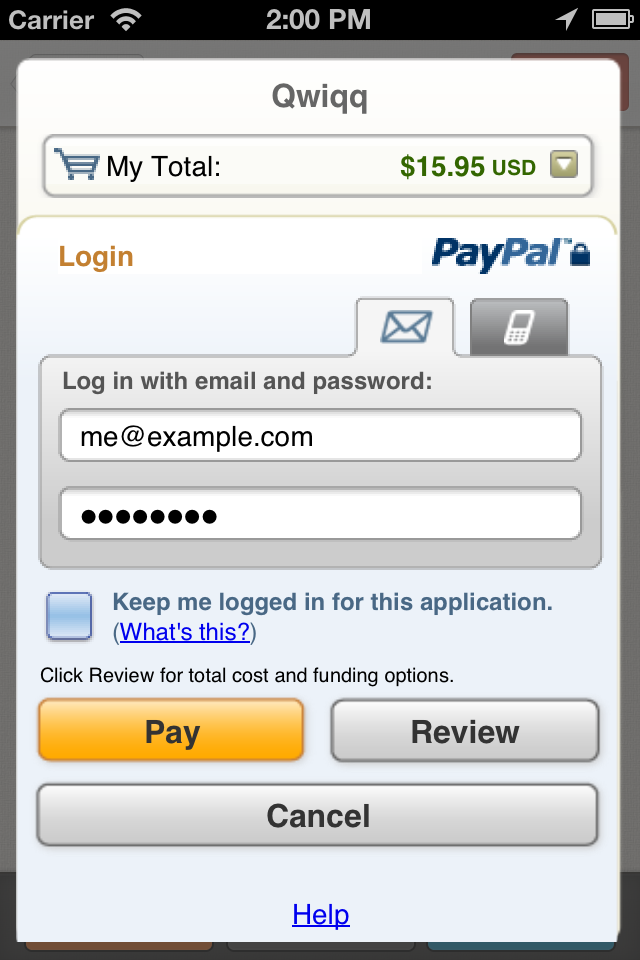 Carrier 2:00 PM
Qwiqq
My Total: $15.95 USD
Login PayPal™
Log in with email and password:
me@example.com
●●●●●●●●
Keep me logged in for this application.
(What's this?)
Click Review for total cost and funding options.
Pay Review
Cancel
Help